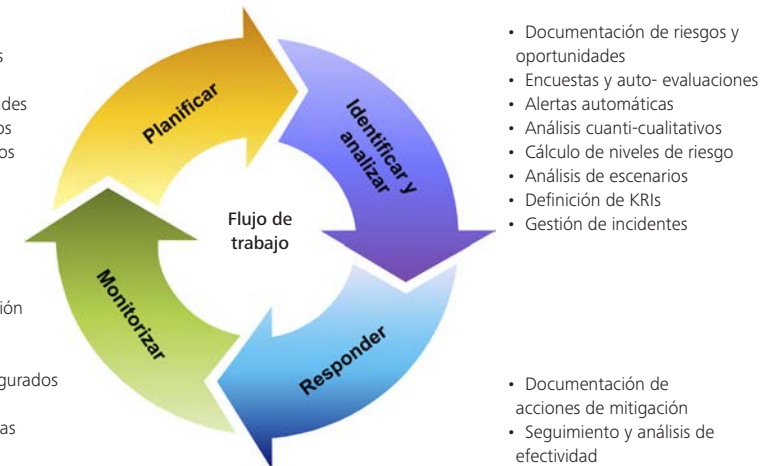 Planificar
Identificar y
analizar
Responder
Monitorizar
Flujo de
trabajo
• Documentación de riesgos y
oportunidades
• Encuestas y auto- evaluaciones
• Alertas automáticas
• Análisis cuanti-cualitativos
• Cálculo de niveles de riesgo
• Análisis de escenarios
• Definición de KRIs
• Gestión de incidentes
• Documentación de
acciones de mitigación
• Seguimiento y análisis de
efectividad